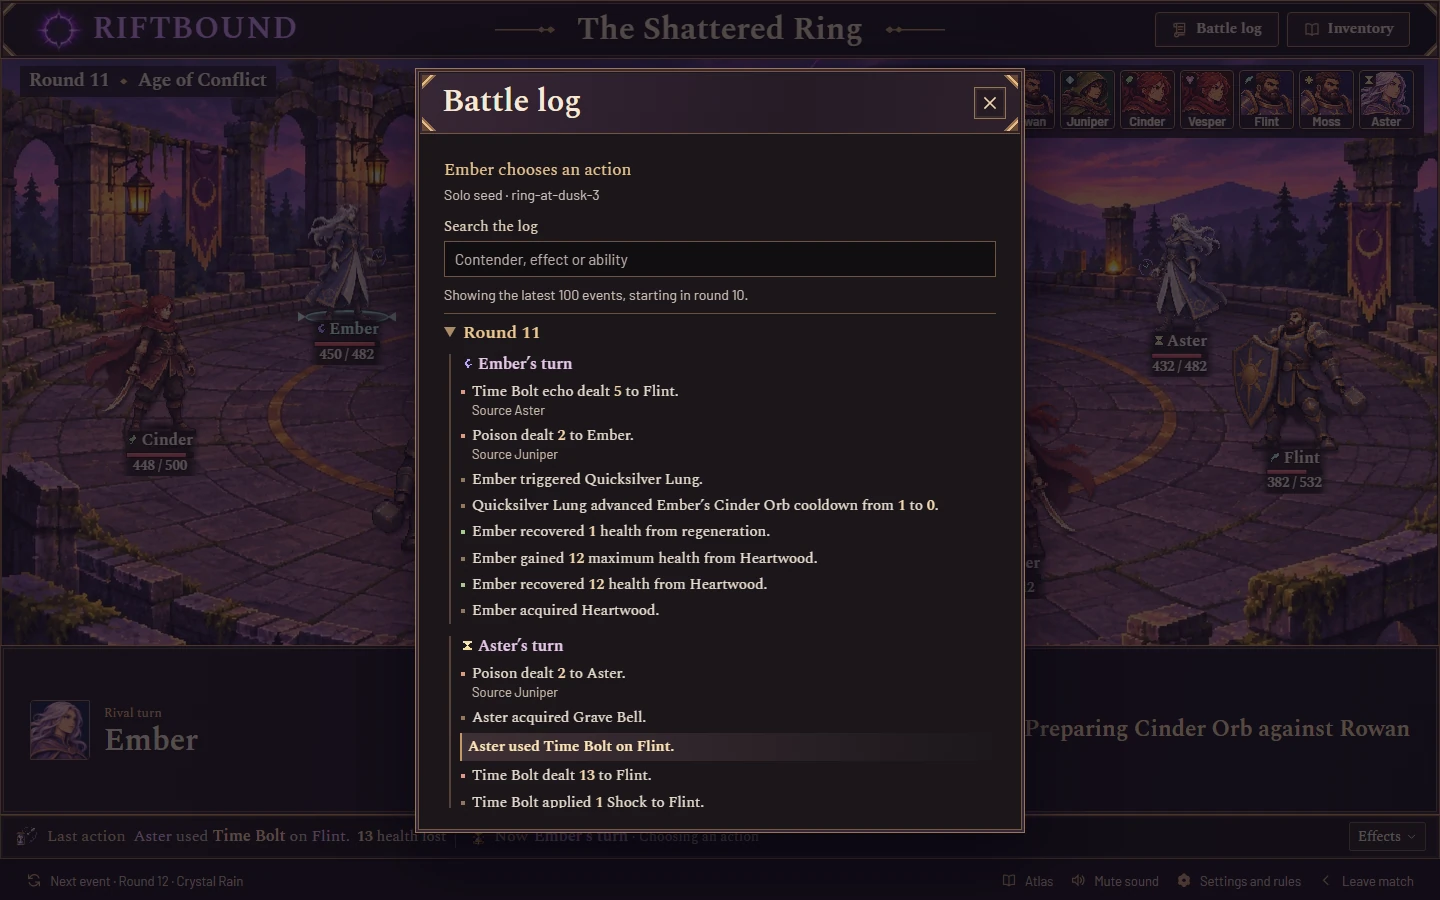 RIFTBOUND
The Shattered Ring
Battle log
Inventory
Round 11 • Age of Conflict
Juniper
Cinder
Vesper
Flint
Moss
Aster
Battle log
Ember chooses an action
Solo seed · ring-at-dusk-3
Search the log
Contender, effect or ability
Showing the latest 100 events, starting in round 10.
Round 11
Ember's turn
Time Bolt echo dealt 5 to Flint.
Source Aster
Poison dealt 2 to Ember.
Source Juniper
Ember triggered Quicksilver Lung.
Quicksilver Lung advanced Ember's Cinder Orb cooldown from 1 to 0.
Ember recovered 1 health from regeneration.
Ember gained 12 maximum health from Heartwood.
Ember recovered 12 health from Heartwood.
Ember acquired Heartwood.
Aster's turn
Poison dealt 2 to Aster.
Source Juniper
Aster acquired Grave Bell.
Aster used Time Bolt on Flint.
Time Bolt dealt 13 to Flint.
Time Bolt applied 1 Shock to Flint.
Ember
450 / 482
Cinder
448 / 500
Aster
432 / 482
Flint
382 / 532
Rival turn
Ember
Preparing Cinder Orb against Rowan
Last action Aster used Time Bolt on Flint. 13 health lost
Now Ember's turn · Choosing an action
Effects
Next event · Round 12 · Crystal Rain
Atlas
Mute sound
Settings and rules
Leave match